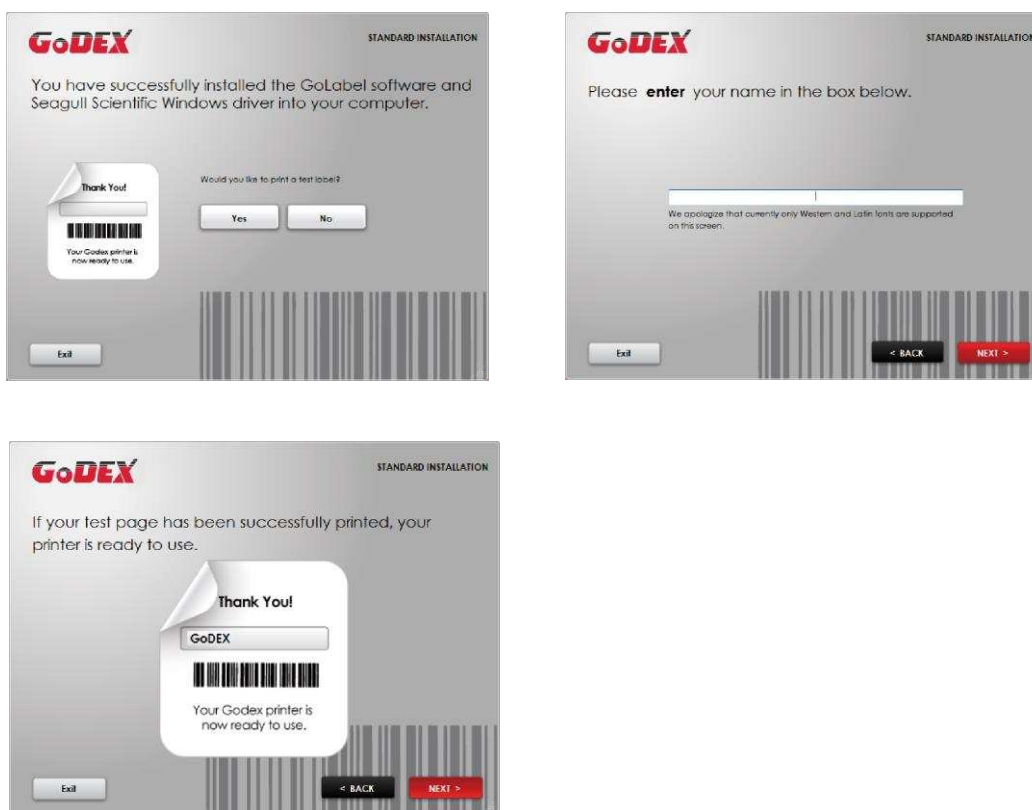 GoDEX
STANDARD INSTALLATION
You have successfully installed the GoLabel software and
Seagull Scientific Windows driver into your computer.
Thank You!
Your Godex printer is
now ready to use.
Would you like to print a test label?
Yes
No
Exit
GoDEX
STANDARD INSTALLATION
Please enter your name in the box below.
We apologize that currently only Western and Latin fonts are supported
on this screen.
Exit
< BACK
NEXT >
GoDEX
STANDARD INSTALLATION
If your test page has been successfully printed, your
printer is ready to use.
Thank You!
GoDEX
Your Godex printer is
now ready to use.
Exit
< BACK
NEXT >